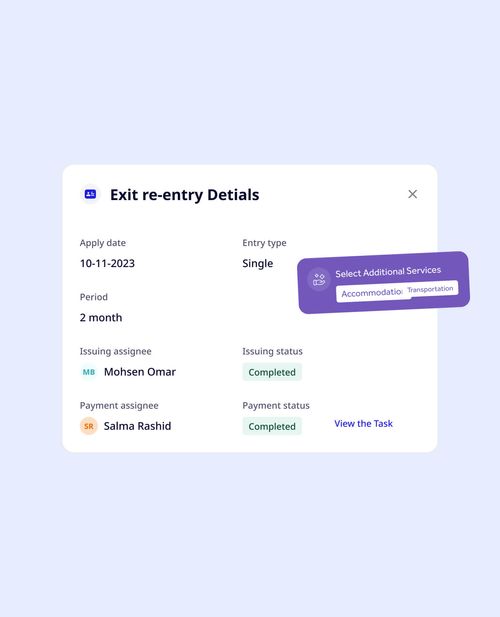 Exit re-entry Detials
Apply date
Entry type
10-11-2023
Single
Select Additional Services
Transportation
Period
2 month
Issuing assignee
Issuing status
MB
Mohsen Omar
Completed
Payment assignee
Payment status
SR
Salma Rashid
Completed
View the Task